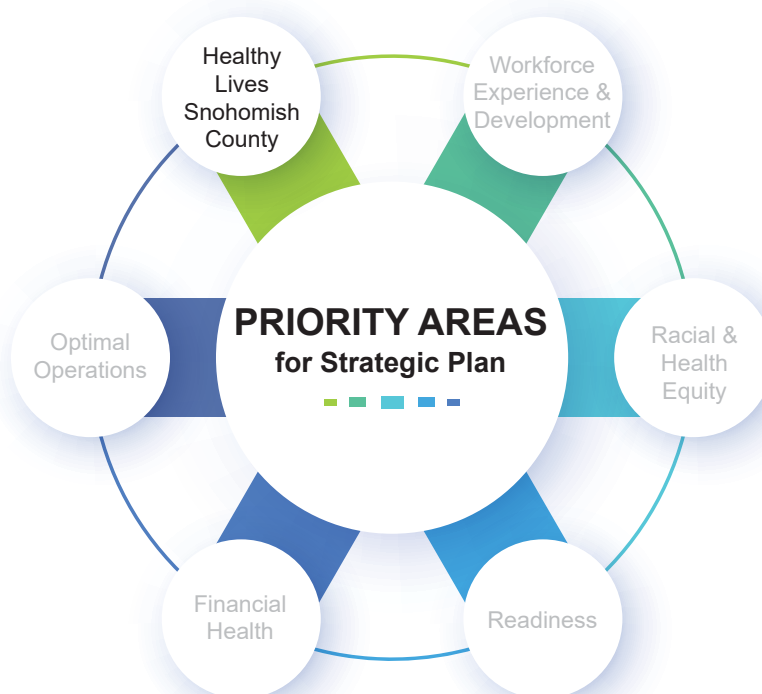 Healthy
Lives
Snohomish
County
Workforce
Experience &
Development
Optimal
Operations
PRIORITY AREAS
for Strategic Plan
Racial &
Health
Equity
Financial
Health
Readiness